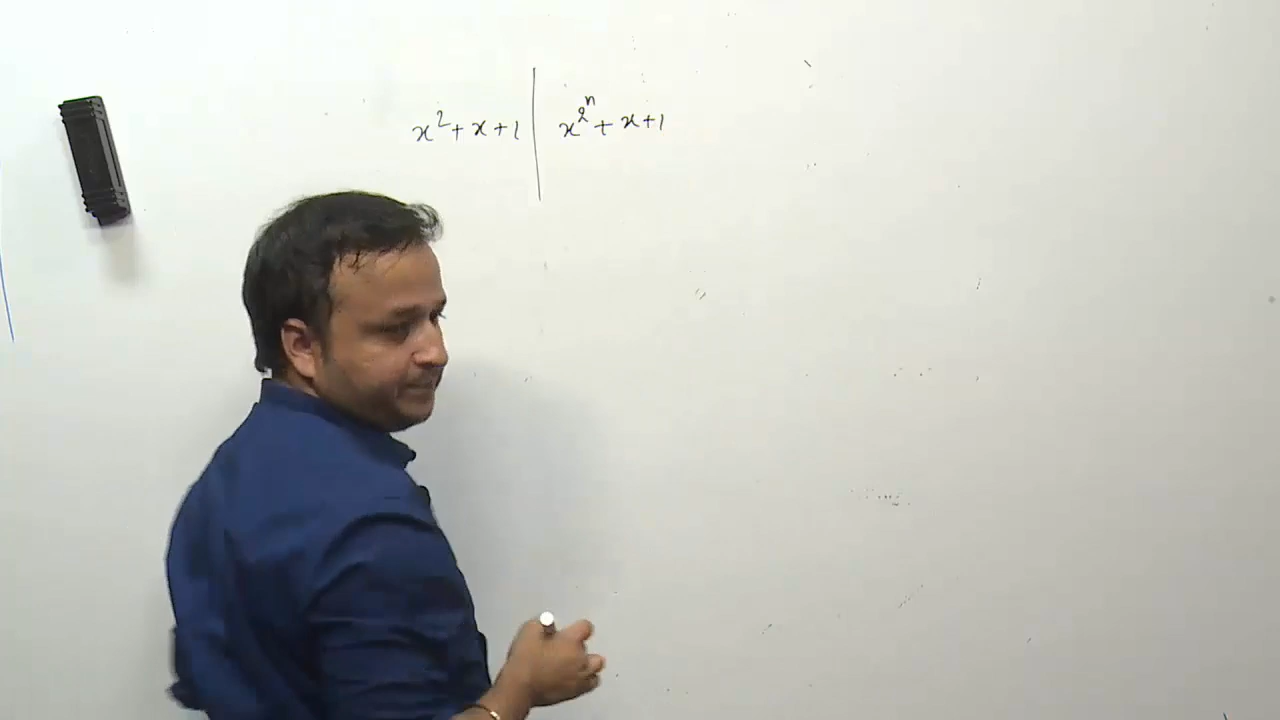 x² + x + 1 | x^{2^n} + x + 1